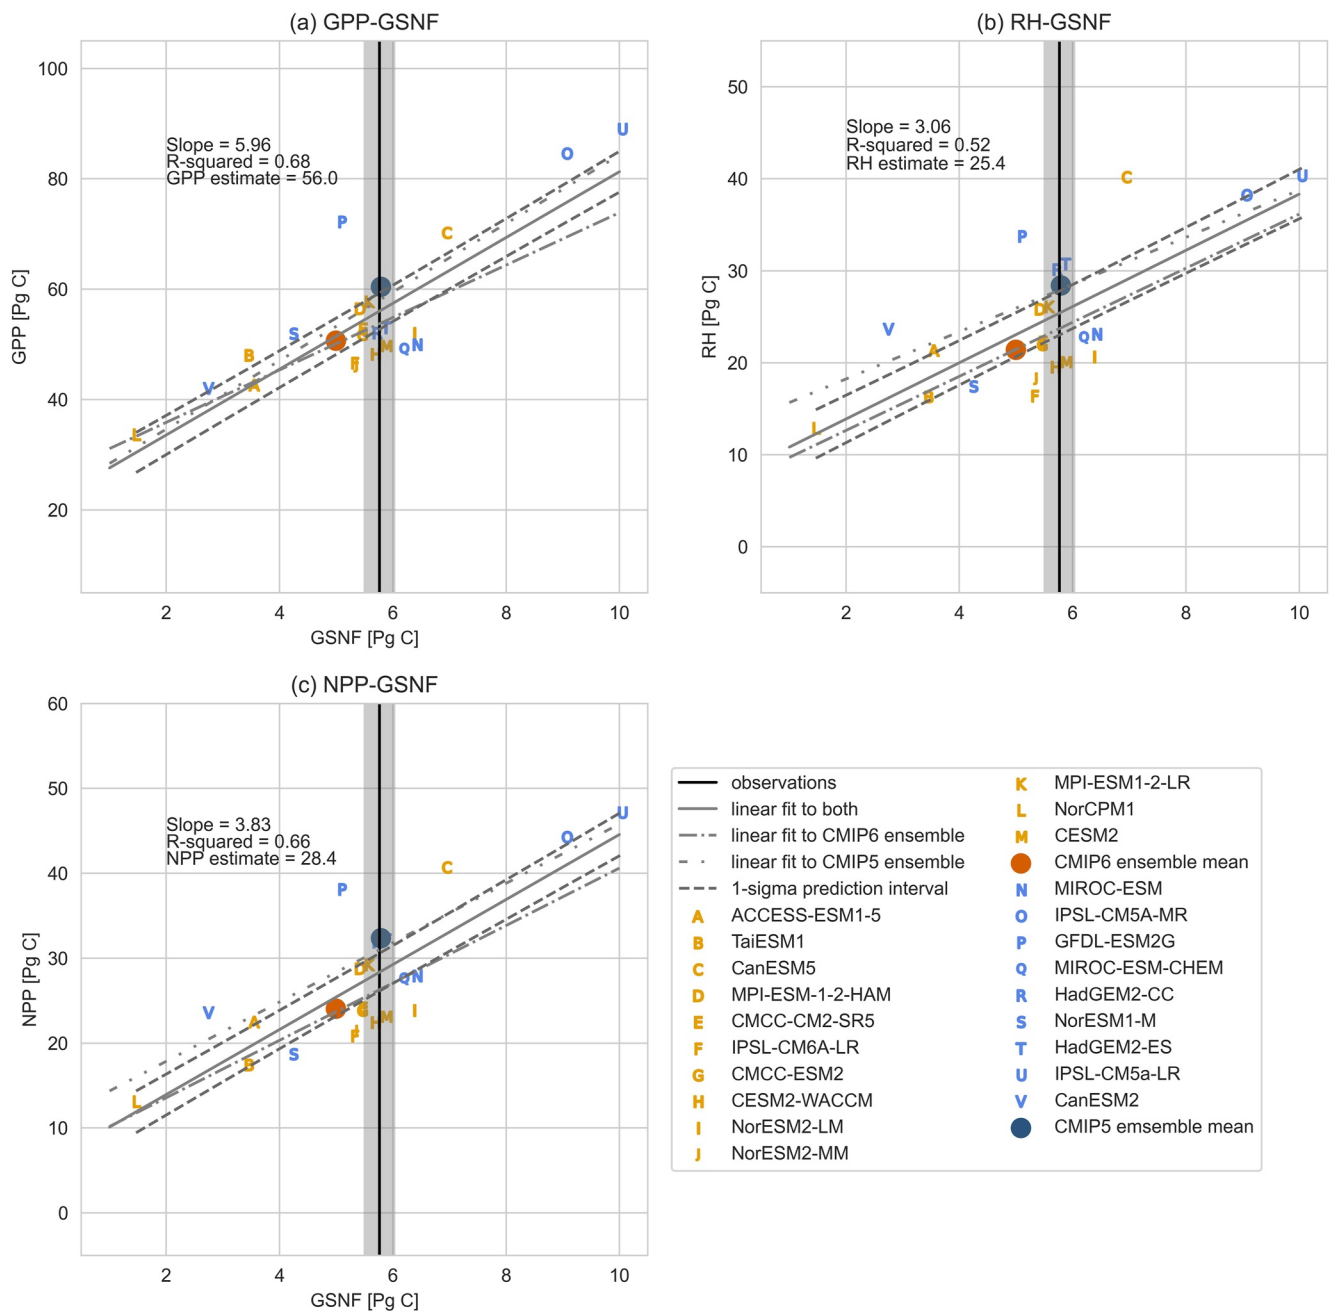 (a) GPP-GSNF
GPP [Pg C]
100
80
60
40
20
Slope = 5.96
R-squared = 0.68
GPP estimate = 56.0
U
O
P
C
D
K
S
E
G
R
T
I
N
Q
M
H
B
F
J
A
V
L
2 4 6 8 10
GSNF [Pg C]
(b) RH-GSNF
RH [Pg C]
50
40
30
20
10
0
Slope = 3.06
R-squared = 0.52
RH estimate = 25.4
C
U
O
P
R
T
K
D
V
N
Q
G
A
I
M
H
J
S
F
B
L
2 4 6 8 10
(c) NPP-GSNF
NPP [Pg C]
60
50
40
30
20
10
0
Slope = 3.83
R-squared = 0.66
NPP estimate = 28.4
U
O
C
P
K
D
N
Q
G
I
V
M
H
A
J
F
S
B
L
2 4 6 8 10
GSNF [Pg C]
observations
linear fit to both
linear fit to CMIP6 ensemble
linear fit to CMIP5 ensemble
1-sigma prediction interval
A ACCESS-ESM1-5
B TaiESM1
C CanESM5
D MPI-ESM-1-2-HAM
E CMCC-CM2-SR5
F IPSL-CM6A-LR
G CMCC-ESM2
H CESM2-WACCM
I NorESM2-LM
J NorESM2-MM
K MPI-ESM1-2-LR
L NorCPM1
M CESM2
CMIP6 ensemble mean
N MIROC-ESM
O IPSL-CM5A-MR
P GFDL-ESM2G
Q MIROC-ESM-CHEM
R HadGEM2-CC
S NorESM1-M
T HadGEM2-ES
U IPSL-CM5a-LR
V CanESM2
CMIP5 emsemble mean